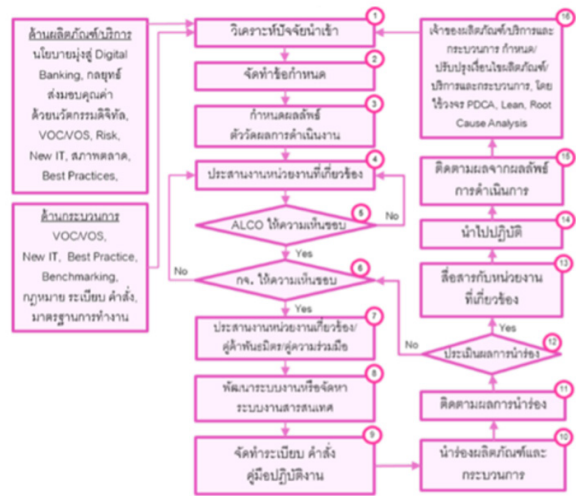 ด้านผลิตภัณฑ์/บริการ
นโยบายมุ่งสู่ Digital
Banking, กลยุทธ์
ส่งมอบคุณค่า
ด้วยนวัตกรรมดิจิทัล,
VOC/VOS, Risk,
New IT, สภาพตลาด,
Best Practices,
ด้านกระบวนการ
VOC/VOS,
New IT, Best Practice,
Benchmarking,
กฎหมาย ระเบียบ คำสั่ง,
มาตรฐานการทำงาน
1
วิเคราะห์ปัจจัยนำเข้า
2
จัดทำข้อกำหนด
3
กำหนดผลลัพธ์
ตัววัดผลการดำเนินงาน
4
ประสานงานหน่วยงานที่เกี่ยวข้อง
5
ALCO ให้ความเห็นชอบ
No
Yes
6
กจ. ให้ความเห็นชอบ
No
Yes
7
ประสานงานหน่วยงานเกี่ยวข้อง/
คู่ค้าพันธมิตร/คู่ความร่วมมือ
8
พัฒนาระบบงานหรือจัดหา
ระบบงานสารสนเทศ
9
จัดทำระเบียบ คำสั่ง
คู่มือปฏิบัติงาน
10
นำร่องผลิตภัณฑ์และ
กระบวนการ
11
ติดตามผลการนำร่อง
12
ประเมินผลการนำร่อง
No
Yes
13
สื่อสารกับหน่วยงาน
ที่เกี่ยวข้อง
14
นำไปปฏิบัติ
15
ติดตามผลจากผลลัพธ์
การดำเนินการ
16
เจ้าของผลิตภัณฑ์/บริการและ
กระบวนการ กำหนด/
ปรับปรุงเงื่อนไขผลิตภัณฑ์/
บริการและกระบวนการ, โดย
ใช้วงจร PDCA, Lean, Root
Cause Analysis